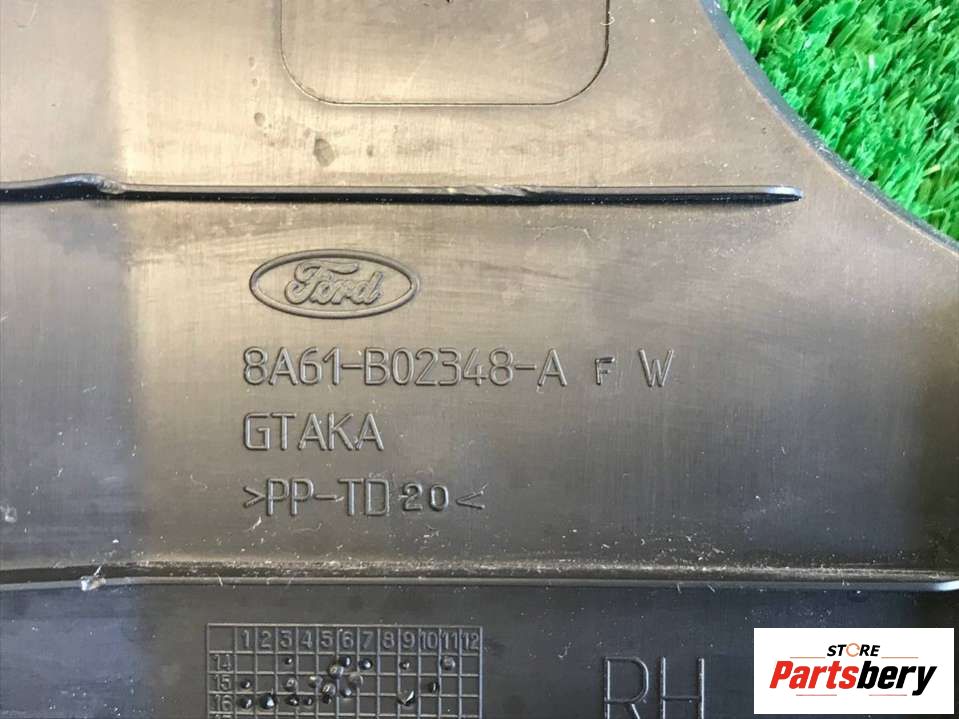 Ford
8A61-B02348-A F W
GTAKA
>PP-TD20<
1 2 3 4 5 6 7 8 9 10 11 12
14
15
16
RH
STORE
Partsbery